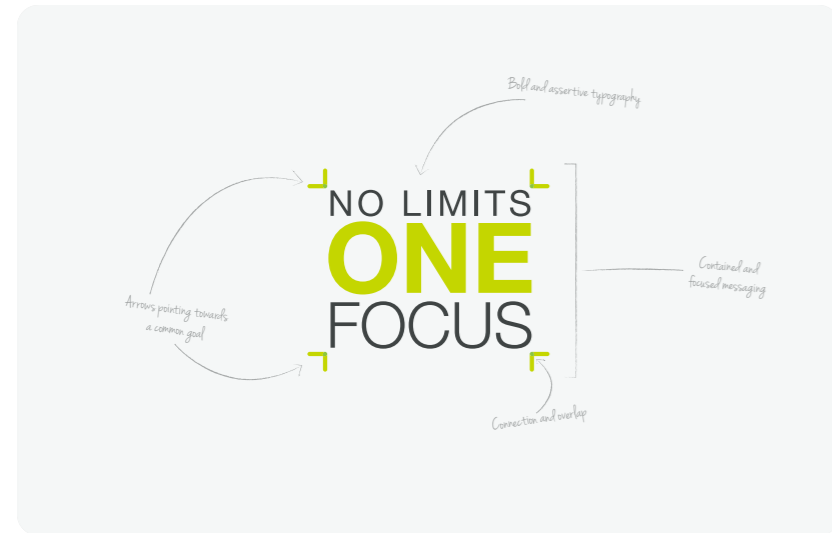 Bold and assertive typography
NO LIMITS
ONE
FOCUS
Contained and
focused messaging
Arrows pointing towards
a common goal
Connection and overlap